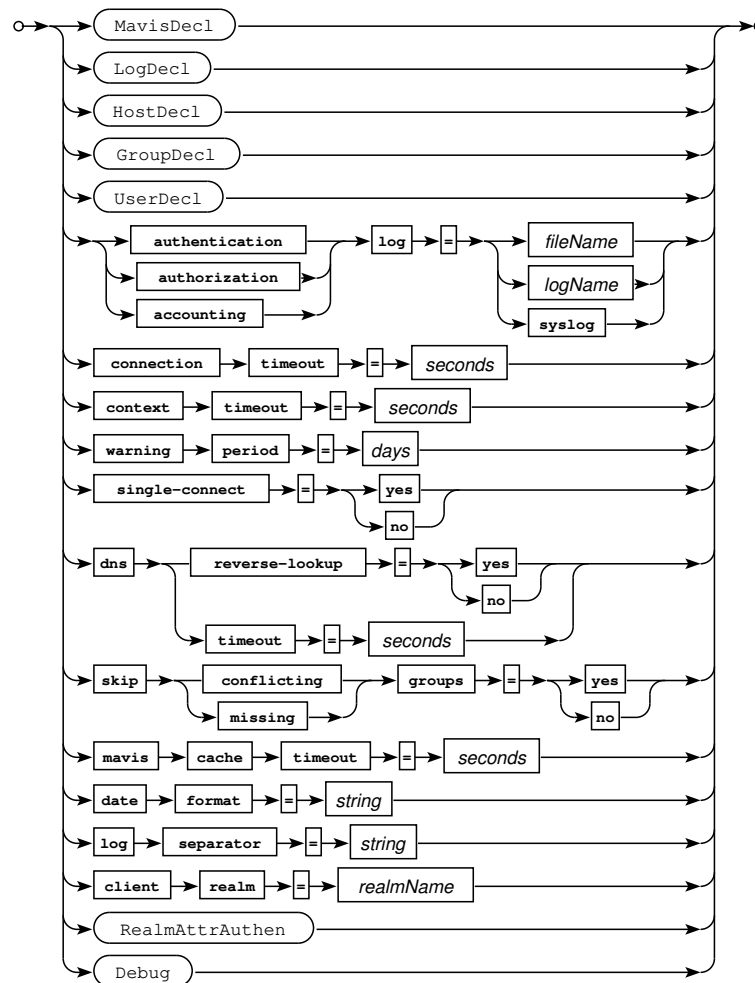 MavisDecl
LogDecl
HostDecl
GroupDecl
UserDecl
authentication log = fileName
authorization logName
accounting syslog
connection timeout = seconds
context timeout = seconds
warning period = days
single-connect = yes
no
dns reverse-lookup = yes
no
timeout = seconds
skip conflicting groups = yes
missing no
mavis cache timeout = seconds
date format = string
log separator = string
client realm = realmName
RealmAttrAuthen
Debug